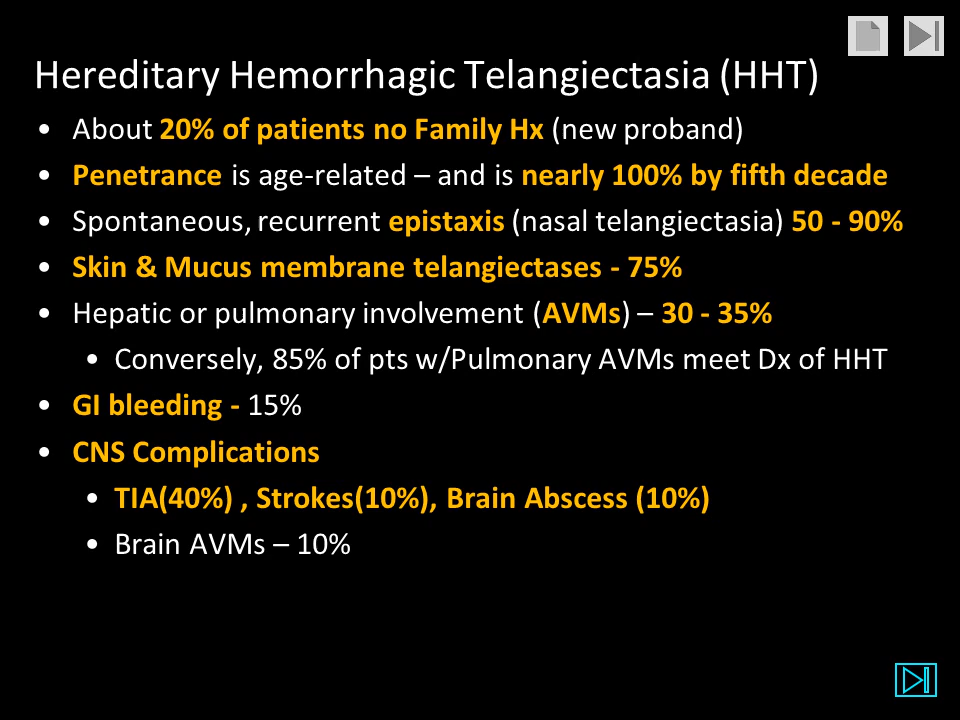 Hereditary Hemorrhagic Telangiectasia (HHT)
• About 20% of patients no Family Hx (new proband)
• Penetrance is age-related – and is nearly 100% by fifth decade
• Spontaneous, recurrent epistaxis (nasal telangiectasia) 50 - 90%
• Skin & Mucus membrane telangiectases - 75%
• Hepatic or pulmonary involvement (AVMs) – 30 - 35%
• Conversely, 85% of pts w/Pulmonary AVMs meet Dx of HHT
• GI bleeding - 15%
• CNS Complications
• TIA(40%) , Strokes(10%), Brain Abscess (10%)
• Brain AVMs – 10%